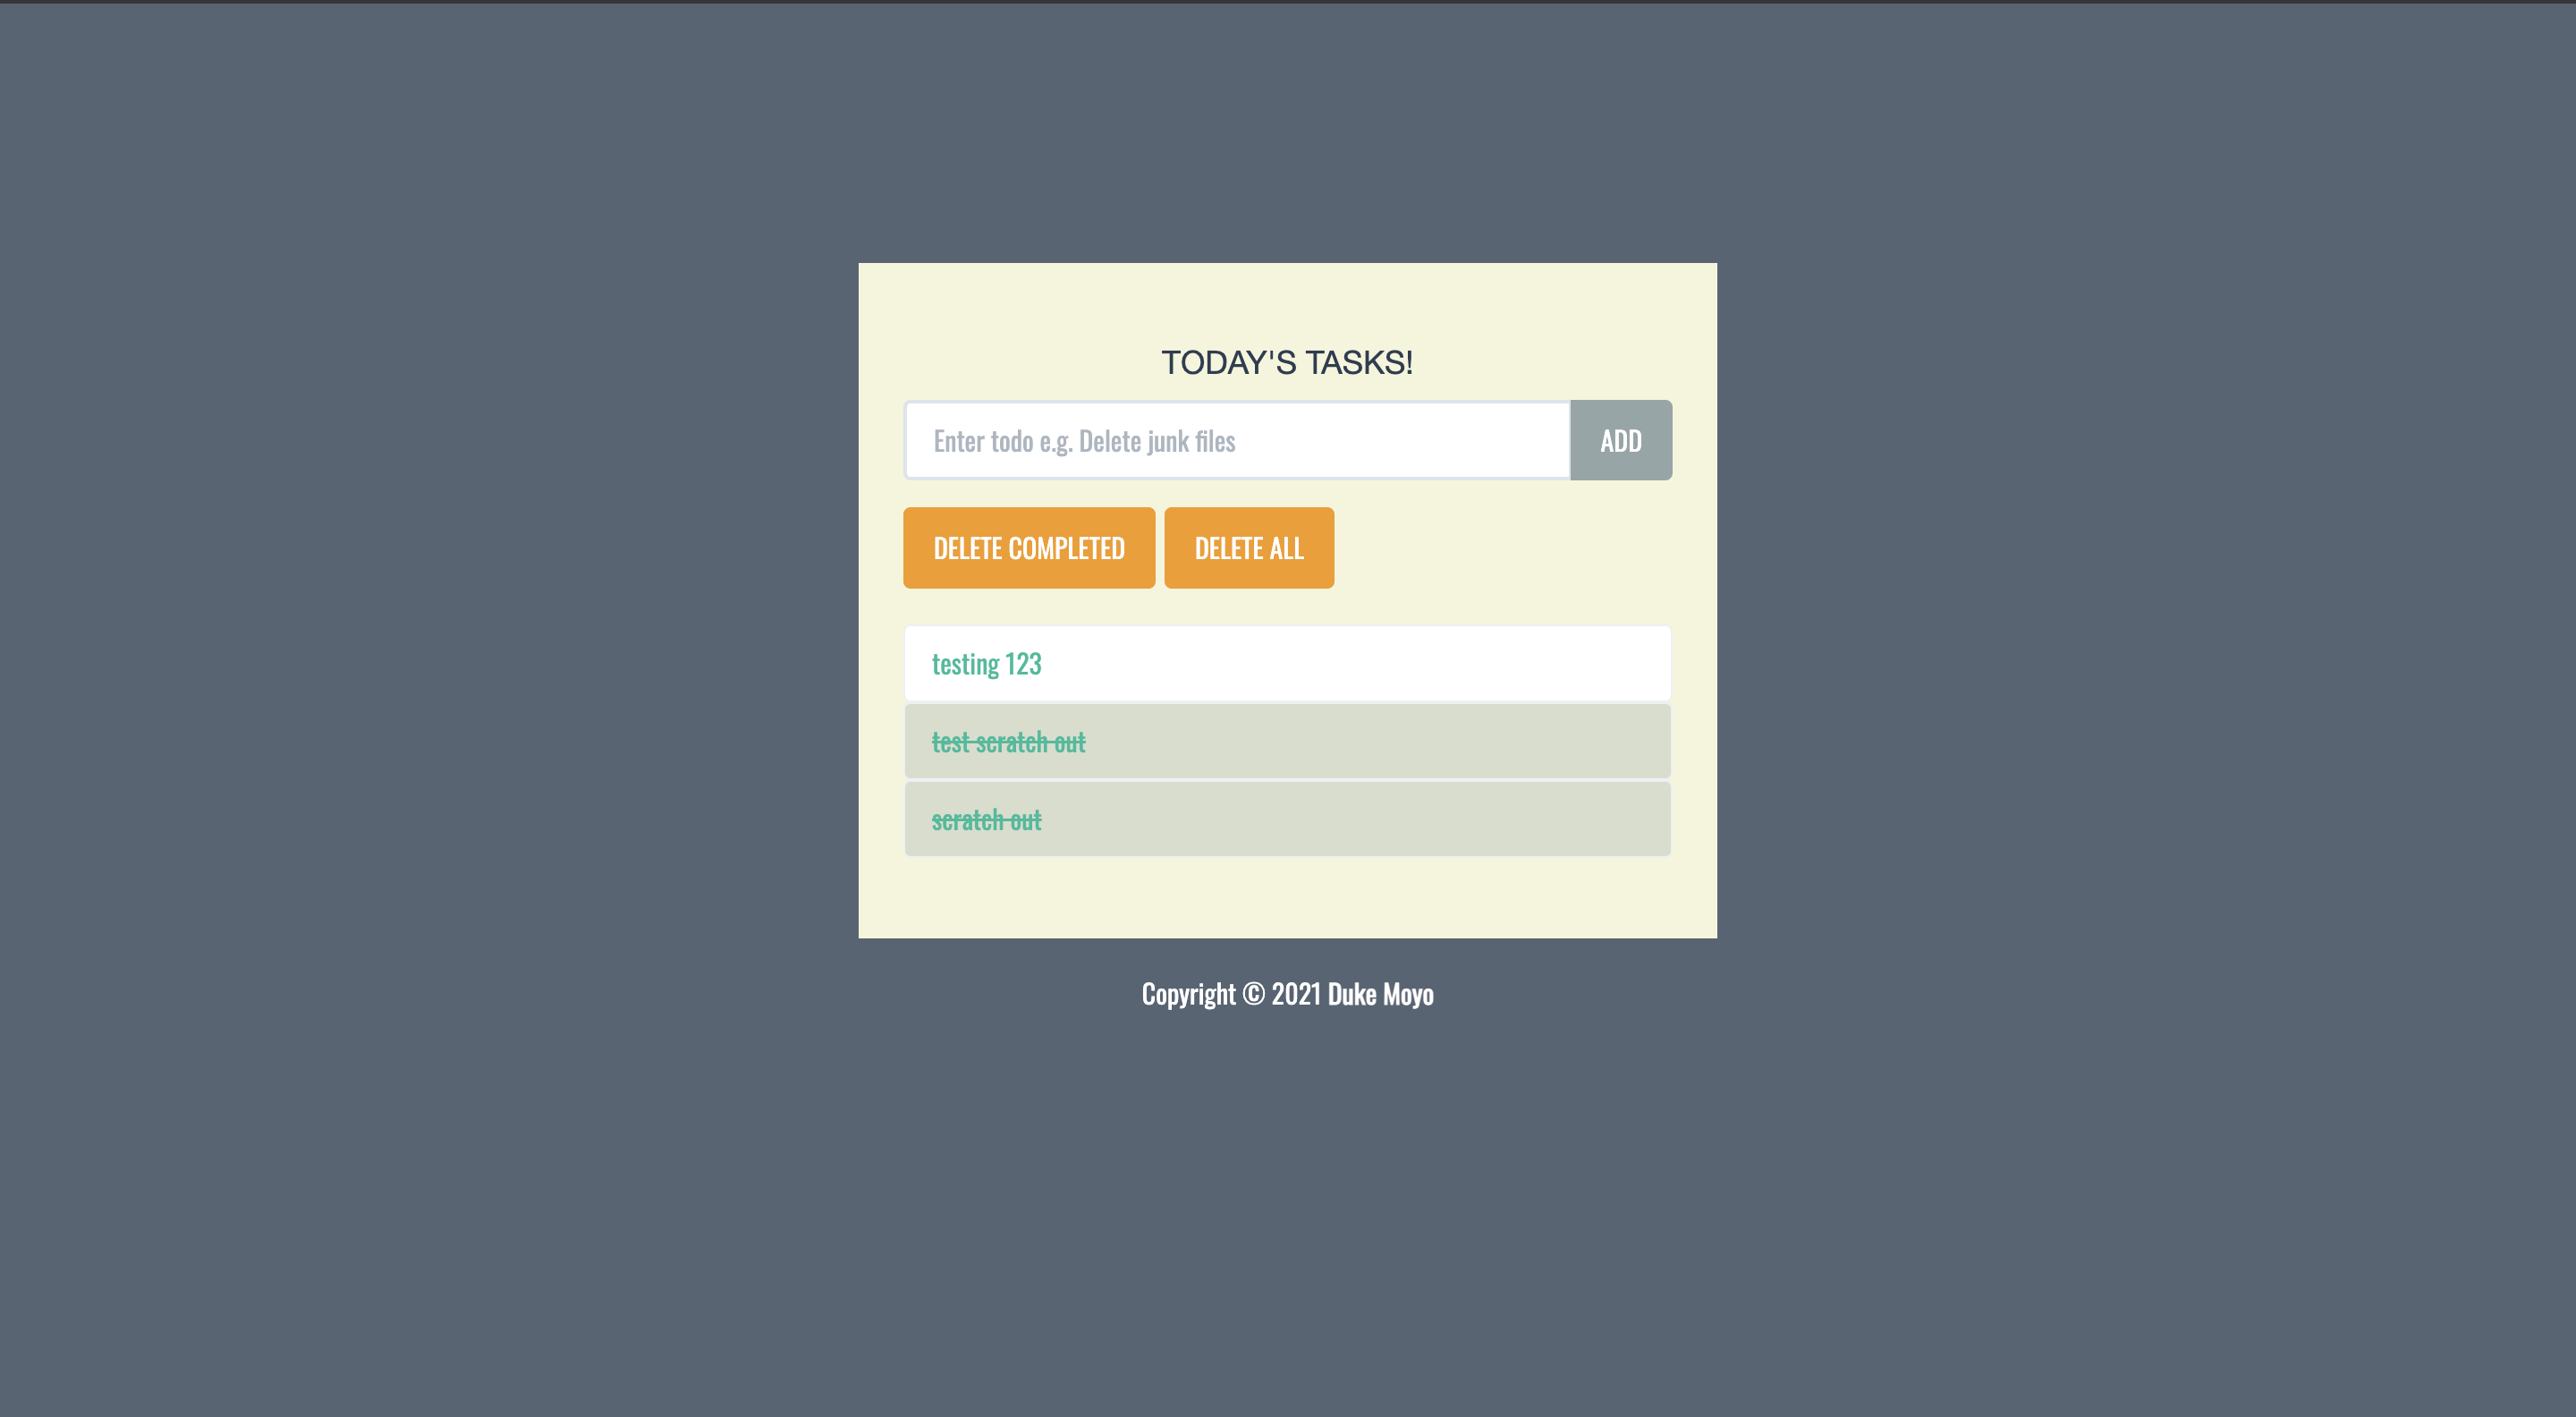 TODAY'S TASKS!
Enter todo e.g. Delete junk files
ADD
DELETE COMPLETED
DELETE ALL
testing 123
test scratch out
scratch out
Copyright © 2021 Duke Moyo